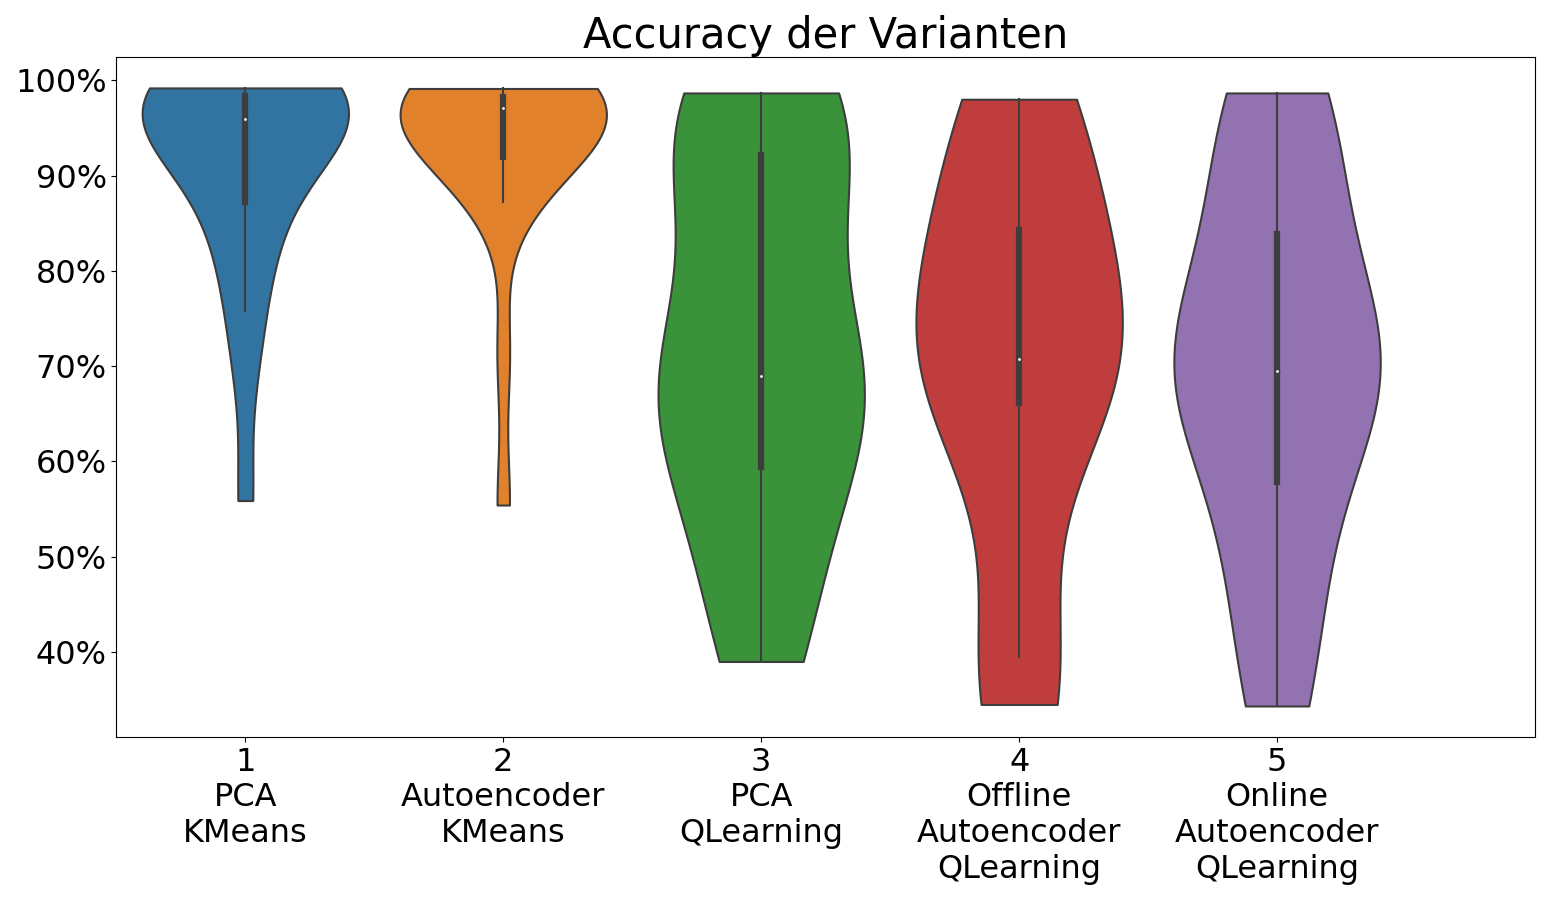 Accuracy der Varianten
100%
90%
80%
70%
60%
50%
40%
1
PCA
KMeans
2
Autoencoder
KMeans
3
PCA
QLearning
4
Offline
Autoencoder
QLearning
5
Online
Autoencoder
QLearning